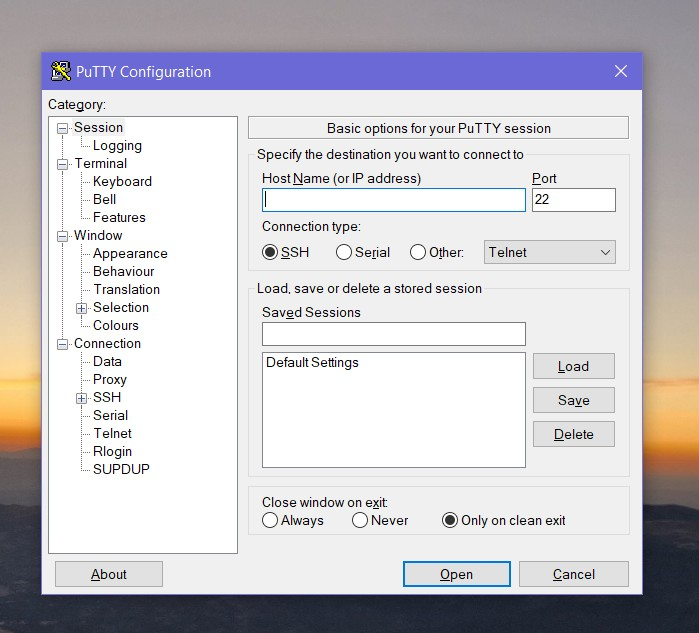 PuTTY Configuration
Category:
Session
Logging
Terminal
Keyboard
Bell
Features
Window
Appearance
Behaviour
Translation
Selection
Colours
Connection
Data
Proxy
SSH
Serial
Telnet
Rlogin
SUPDUP
Basic options for your PuTTY session
Specify the destination you want to connect to
Host Name (or IP address) Port
22
Connection type:
SSH Serial Other: Telnet
Load, save or delete a stored session
Saved Sessions
Default Settings
Load
Save
Delete
Close window on exit:
Always Never Only on clean exit
About Open Cancel